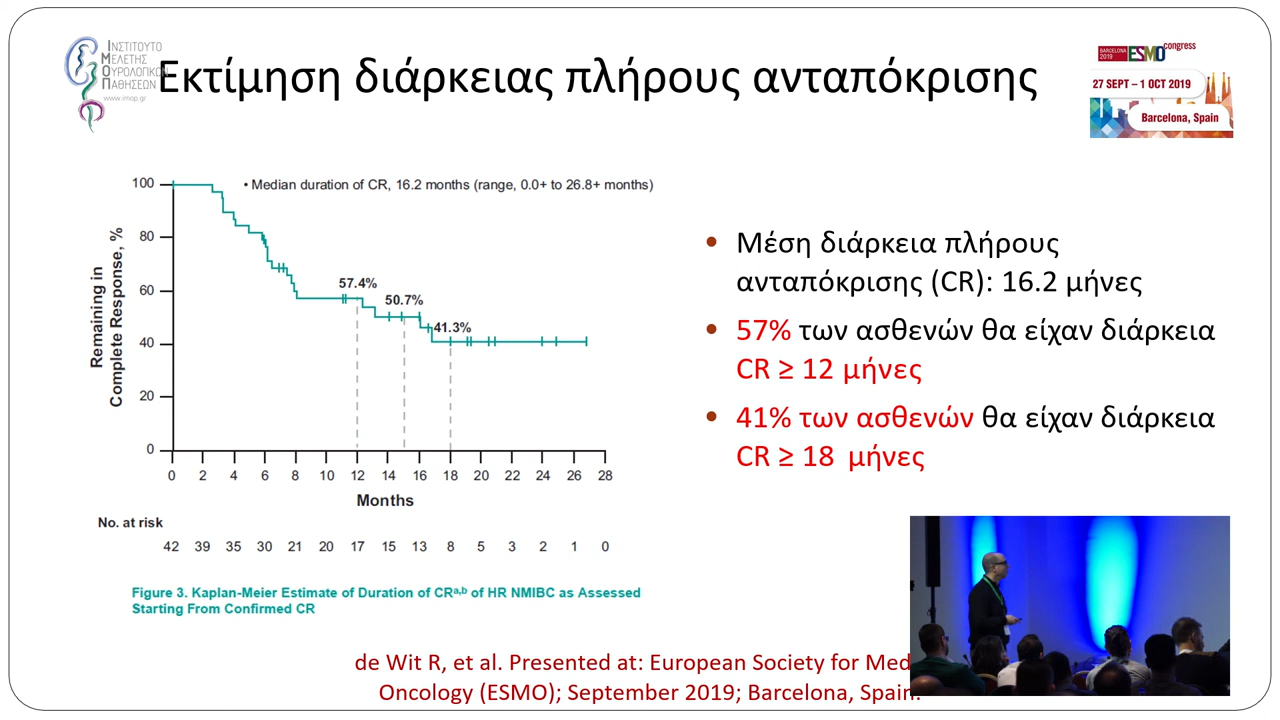 ΙΝΣΤΙΤΟΥΤΟ
ΜΕΛΕΤΗΣ
ΟΥΡΟΛΟΓΙΚΩΝ
ΠΑΘΗΣΕΩΝ
www.imop.gr
Εκτίμηση διάρκειας πλήρους ανταπόκρισης
BARCELONA
2019
ESMO congress
27 SEPT – 1 OCT 2019
Barcelona, Spain
• Median duration of CR, 16.2 months (range, 0.0+ to 26.8+ months)
Remaining in
Complete Response, %
100
80
60
40
20
0
57.4%
50.7%
41.3%
0 2 4 6 8 10 12 14 16 18 20 22 24 26 28
Months
No. at risk
42 39 35 30 21 20 17 15 13 8 5 3 2 1 0
Figure 3. Kaplan-Meier Estimate of Duration of CRa,b of HR NMIBC as Assessed
Starting From Confirmed CR
• Μέση διάρκεια πλήρους
ανταπόκρισης (CR): 16.2 μήνες
• 57% των ασθενών θα είχαν διάρκεια
CR ≥ 12 μήνες
• 41% των ασθενών θα είχαν διάρκεια
CR ≥ 18 μήνες
de Wit R, et al. Presented at: European Society for Med
Oncology (ESMO); September 2019; Barcelona, Spain.